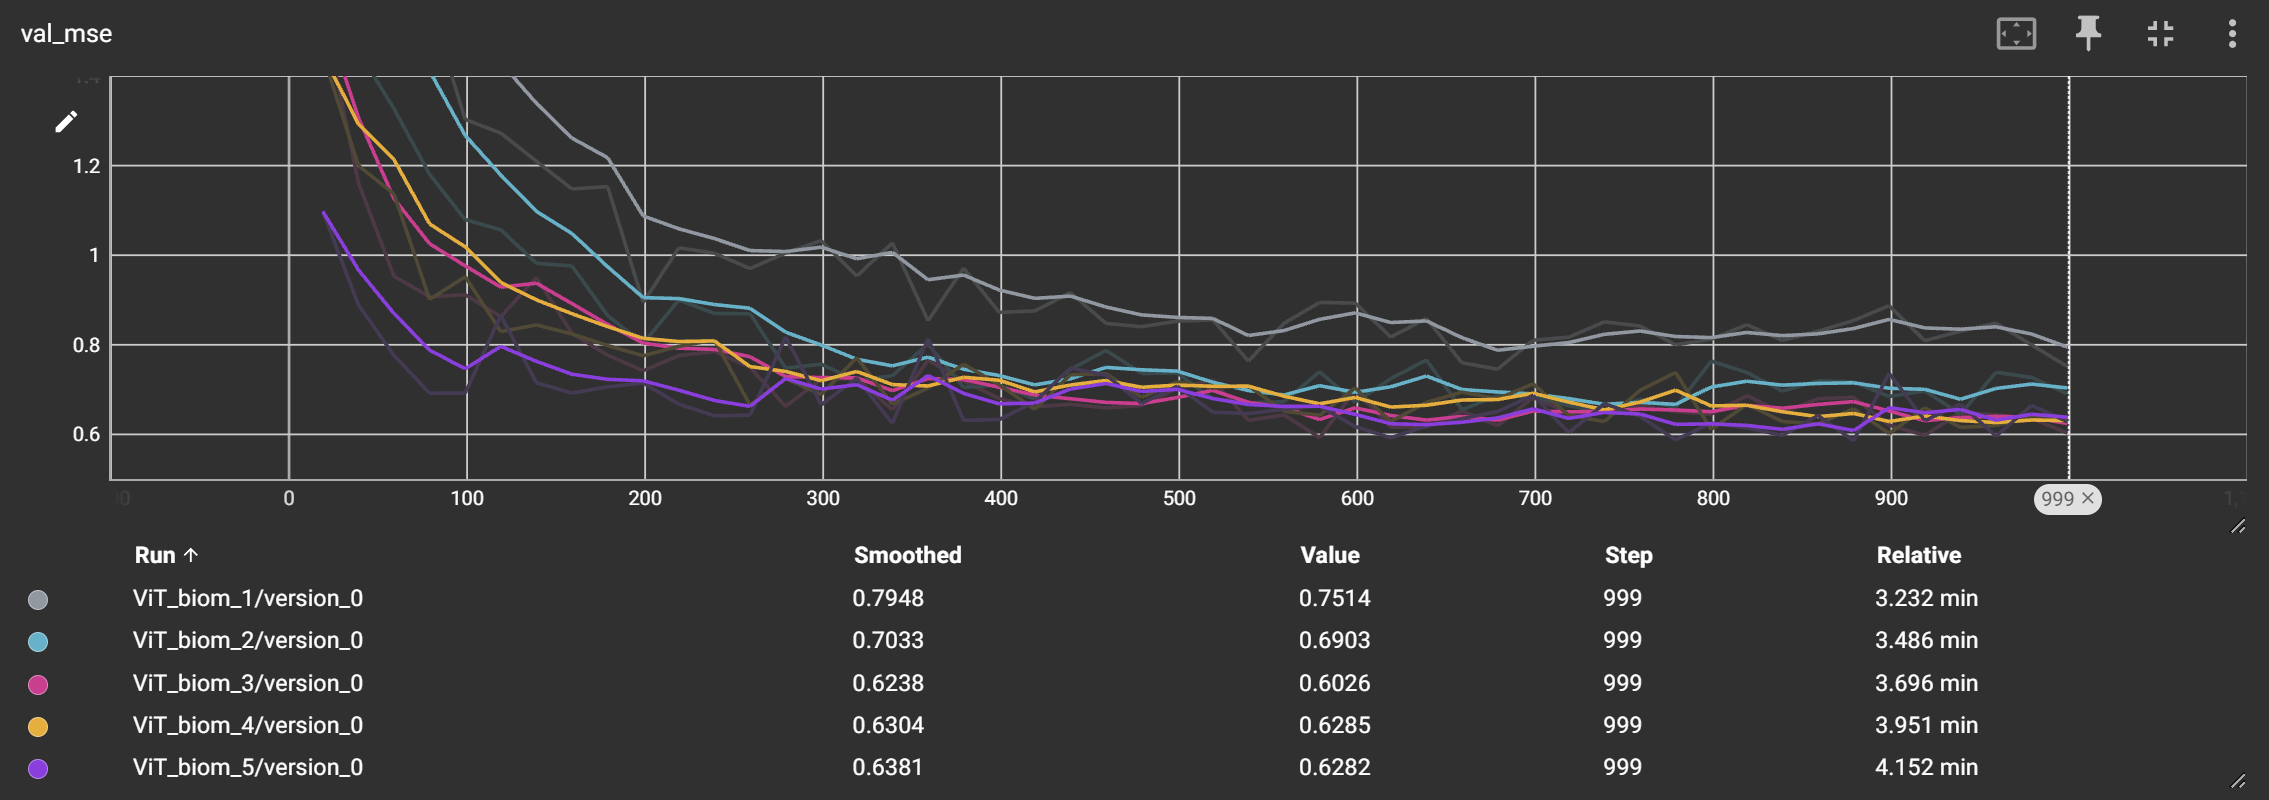 val_mse
1.4
1.2
1
0.8
0.6
0 100 200 300 400 500 600 700 800 900 999 ×
Run ↑ Smoothed Value Step Relative
ViT_biom_1/version_0 0.7948 0.7514 999 3.232 min
ViT_biom_2/version_0 0.7033 0.6903 999 3.486 min
ViT_biom_3/version_0 0.6238 0.6026 999 3.696 min
ViT_biom_4/version_0 0.6304 0.6285 999 3.951 min
ViT_biom_5/version_0 0.6381 0.6282 999 4.152 min